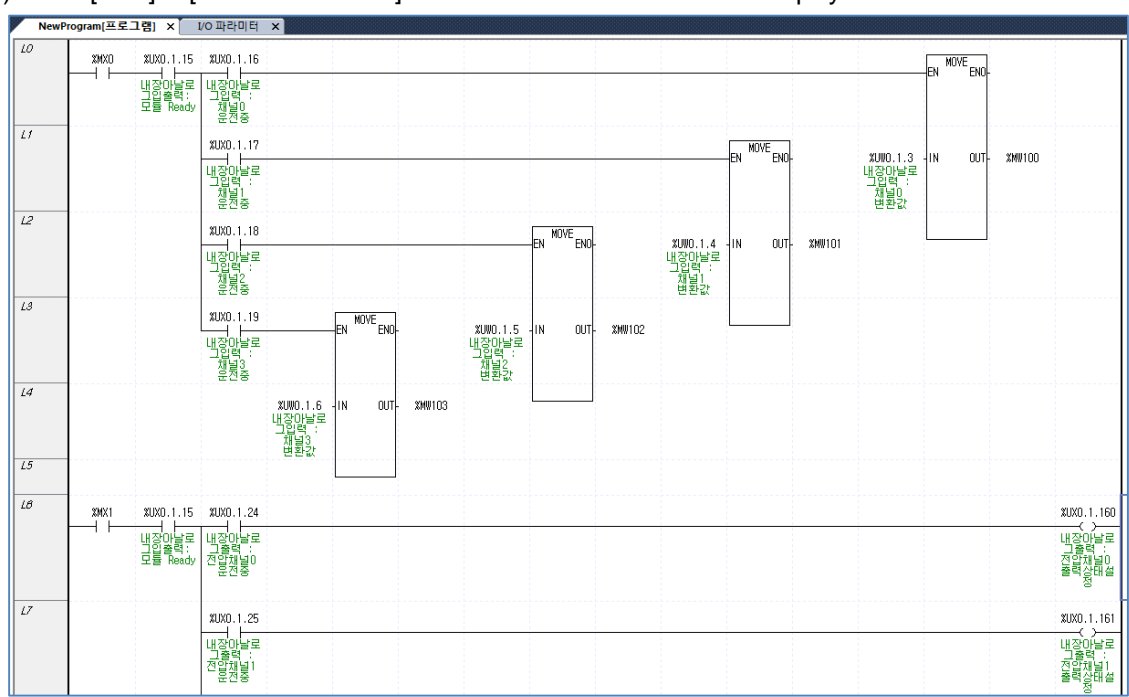 NewProgram[프로그램] × I/O 파라미터 ×
L0
%MX0 %UX0.1.15 %UX0.1.16
MOVE
EN ENO
내장아날로
그입출력:
모듈 Ready
내장아날로
그입력 :
채널0
운전중
L1
%UX0.1.17
MOVE
EN ENO
%UW0.1.3 IN OUT %MW100
내장아날로
그입력 :
채널1
운전중
내장아날로
그입력 :
채널0
변환값
L2
%UX0.1.18
MOVE
EN ENO
%UW0.1.4 IN OUT %MW101
내장아날로
그입력 :
채널2
운전중
내장아날로
그입력 :
채널1
변환값
L3
%UX0.1.19
MOVE
EN ENO
%UW0.1.5 IN OUT %MW102
내장아날로
그입력 :
채널3
운전중
내장아날로
그입력 :
채널2
변환값
L4
%UW0.1.6 IN OUT %MW103
내장아날로
그입력 :
채널3
변환값
L5
L6
%MX1 %UX0.1.15 %UX0.1.24 %UX0.1.160
내장아날로
그입출력:
모듈 Ready
내장아날로
그출력 :
전압채널0
운전중
내장아날로
그출력 :
전압채널0
출력상태설
정
L7
%UX0.1.25 %UX0.1.161
내장아날로
그출력 :
전압채널1
운전중
내장아날로
그출력 :
전압채널1
출력상태설
정